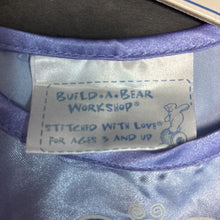 BUILD·A·BEAR
WORKSHOP®
STITCHED WITH LOVE®
FOR AGES 3 AND UP